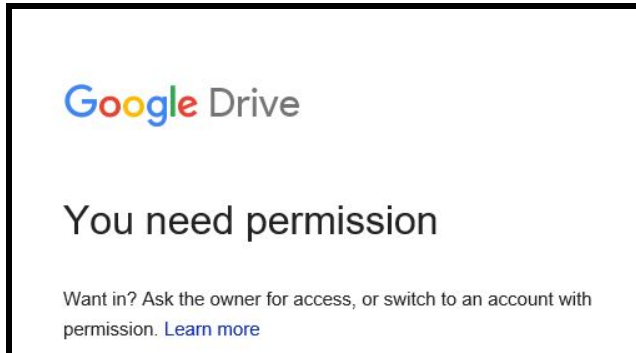 Google Drive
You need permission
Want in? Ask the owner for access, or switch to an account with
permission. Learn more